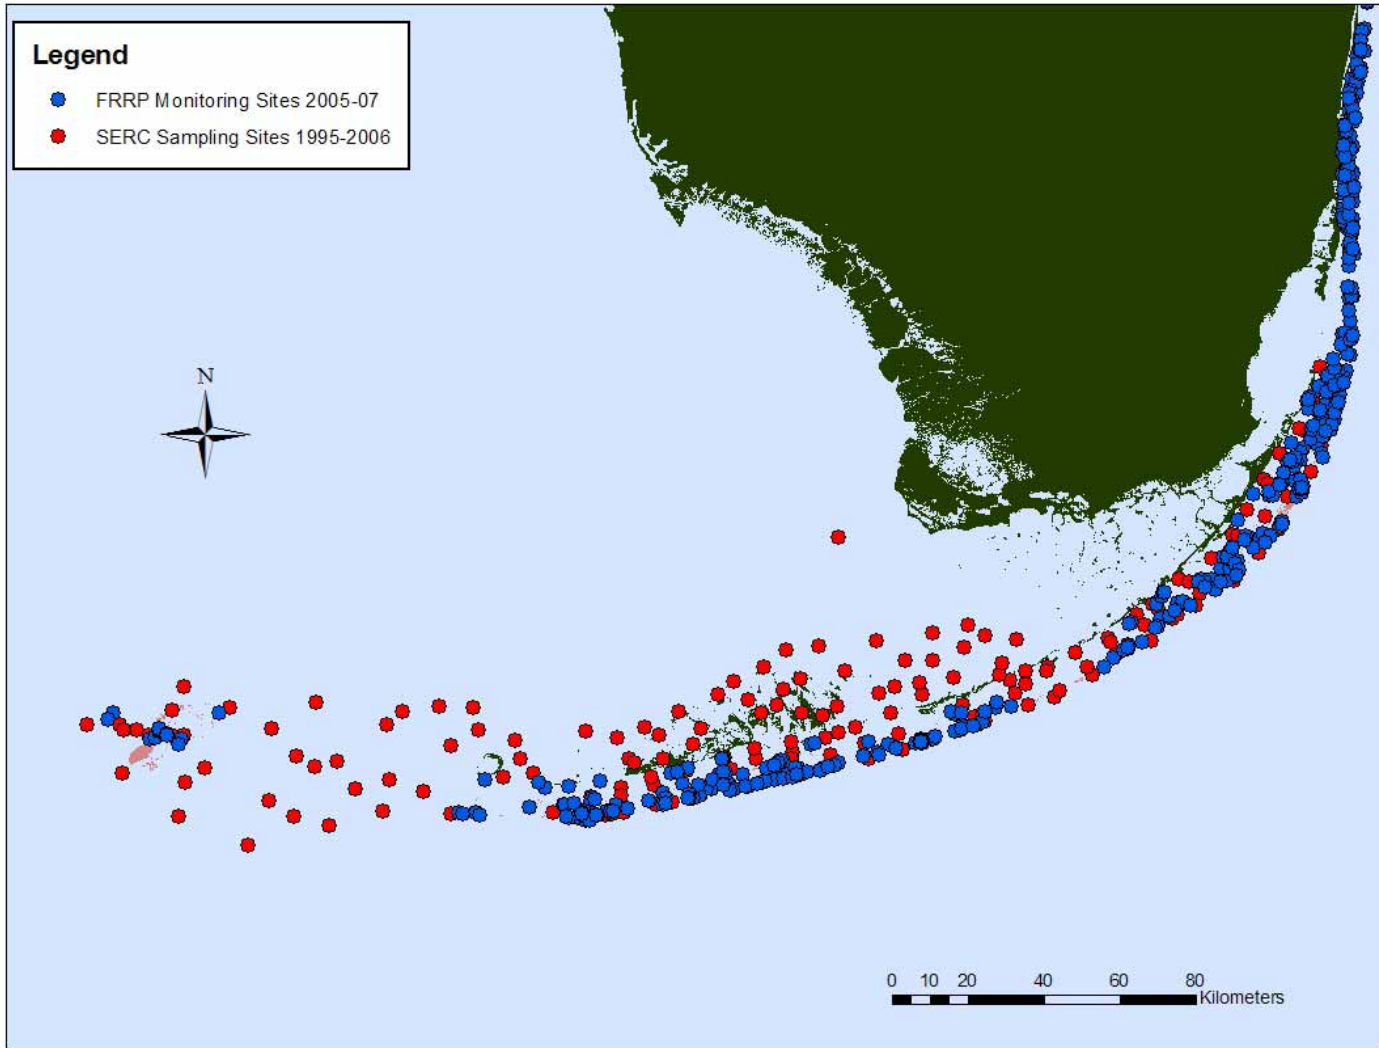 Legend
FRRP Monitoring Sites 2005-07
SERC Sampling Sites 1995-2006
N
0 10 20 40 60 80
Kilometers